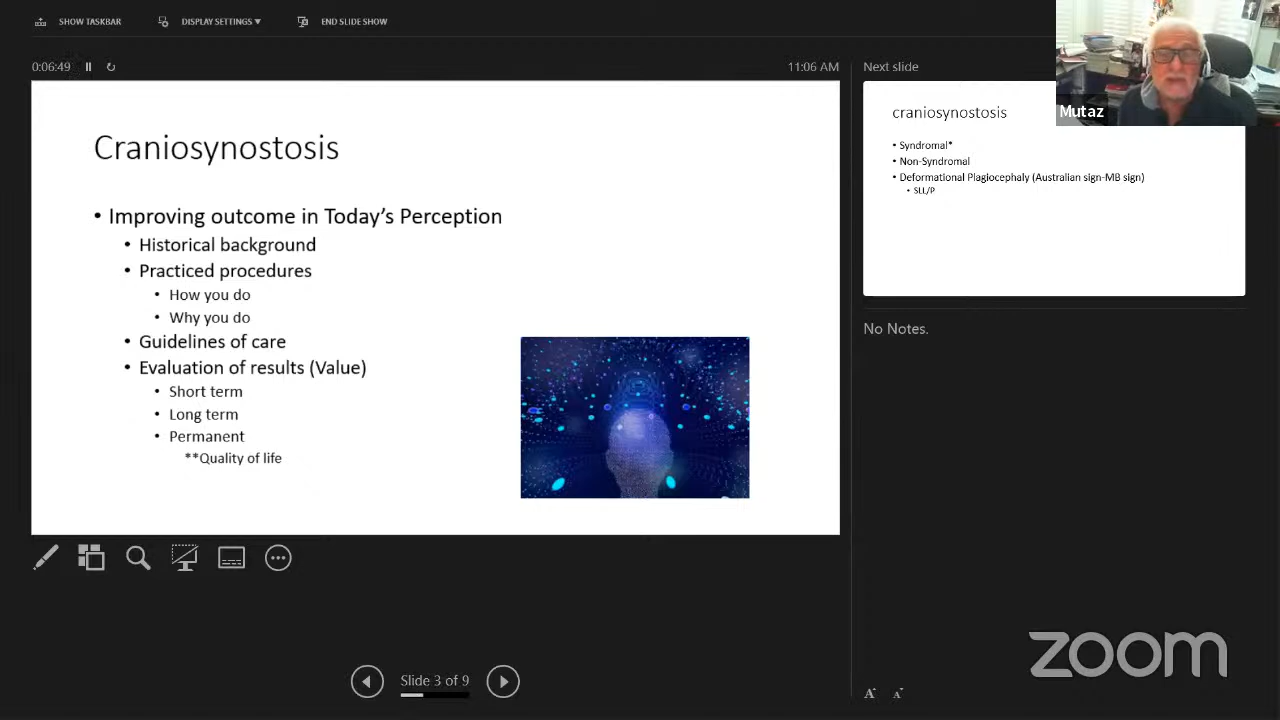 SHOW TASKBAR
DISPLAY SETTINGS ▾
END SLIDE SHOW
0:06:49
11:06 AM
Craniosynostosis
• Improving outcome in Today's Perception
• Historical background
• Practiced procedures
• How you do
• Why you do
• Guidelines of care
• Evaluation of results (Value)
• Short term
• Long term
• Permanent
**Quality of life
Slide 3 of 9
Next slide
craniosynostosis
• Syndromal*
• Non-Syndromal
• Deformational Plagiocephaly (Australian sign-MB sign)
• SLL/P
No Notes.
A A
Mutaz
zoom